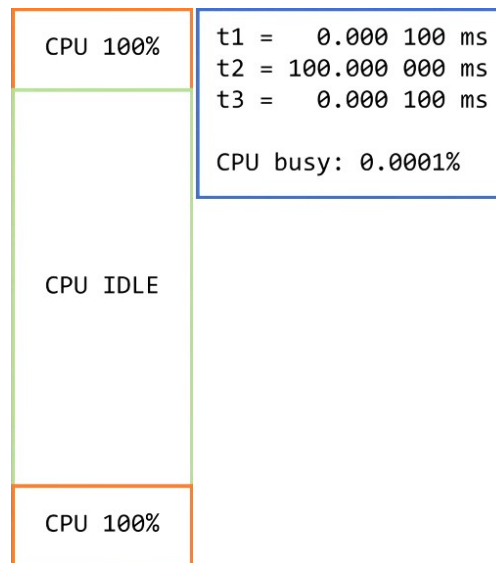 CPU 100%
t1 =   0.000 100 ms
t2 = 100.000 000 ms
t3 =   0.000 100 ms
CPU busy: 0.0001%
CPU IDLE
CPU 100%